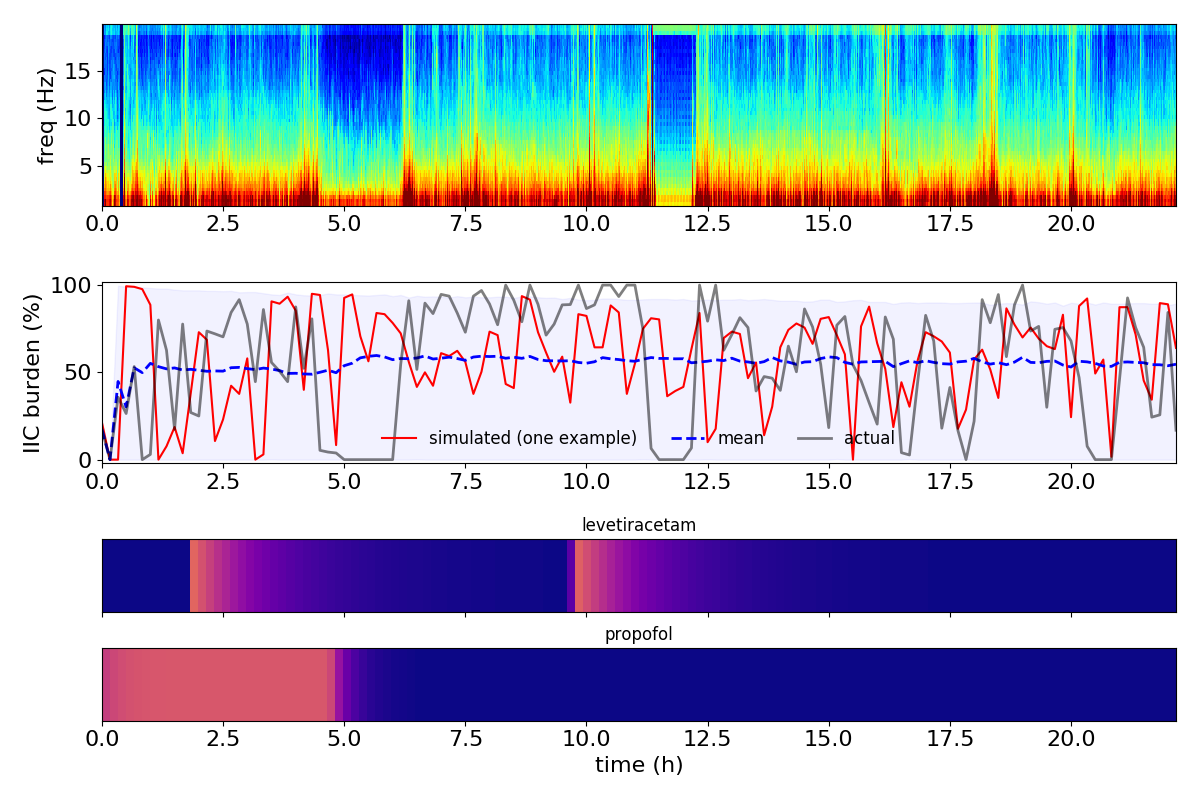 freq (Hz)
15
10
5
0.0 2.5 5.0 7.5 10.0 12.5 15.0 17.5 20.0
IIC burden (%)
100
50
0
simulated (one example) mean actual
0.0 2.5 5.0 7.5 10.0 12.5 15.0 17.5 20.0
levetiracetam
propofol
0.0 2.5 5.0 7.5 10.0 12.5 15.0 17.5 20.0
time (h)